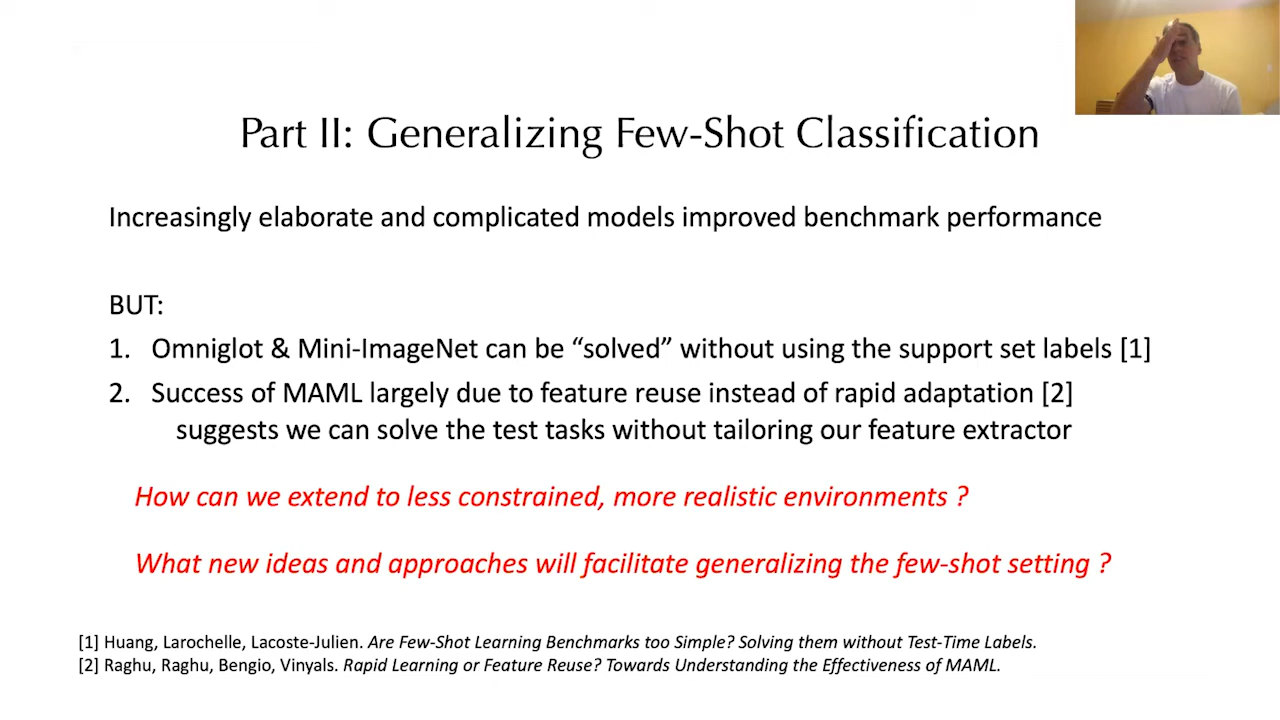 Part II: Generalizing Few-Shot Classification
Increasingly elaborate and complicated models improved benchmark performance
BUT:
1. Omniglot & Mini-ImageNet can be “solved” without using the support set labels [1]
2. Success of MAML largely due to feature reuse instead of rapid adaptation [2]
suggests we can solve the test tasks without tailoring our feature extractor
How can we extend to less constrained, more realistic environments ?
What new ideas and approaches will facilitate generalizing the few-shot setting ?
[1] Huang, Larochelle, Lacoste-Julien. Are Few-Shot Learning Benchmarks too Simple? Solving them without Test-Time Labels.
[2] Raghu, Raghu, Bengio, Vinyals. Rapid Learning or Feature Reuse? Towards Understanding the Effectiveness of MAML.